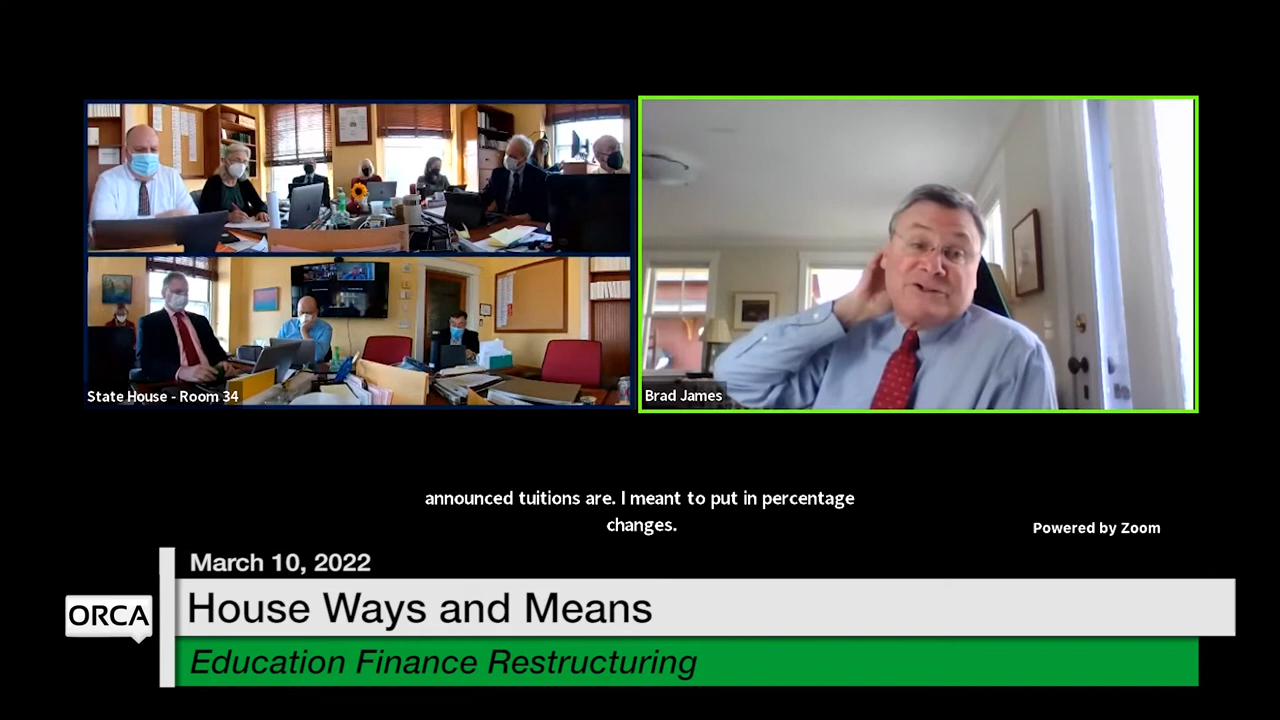 State House - Room 34
Brad James
announced tuitions are. I meant to put in percentage
changes.
Powered by Zoom
March 10, 2022
ORCA
House Ways and Means
Education Finance Restructuring